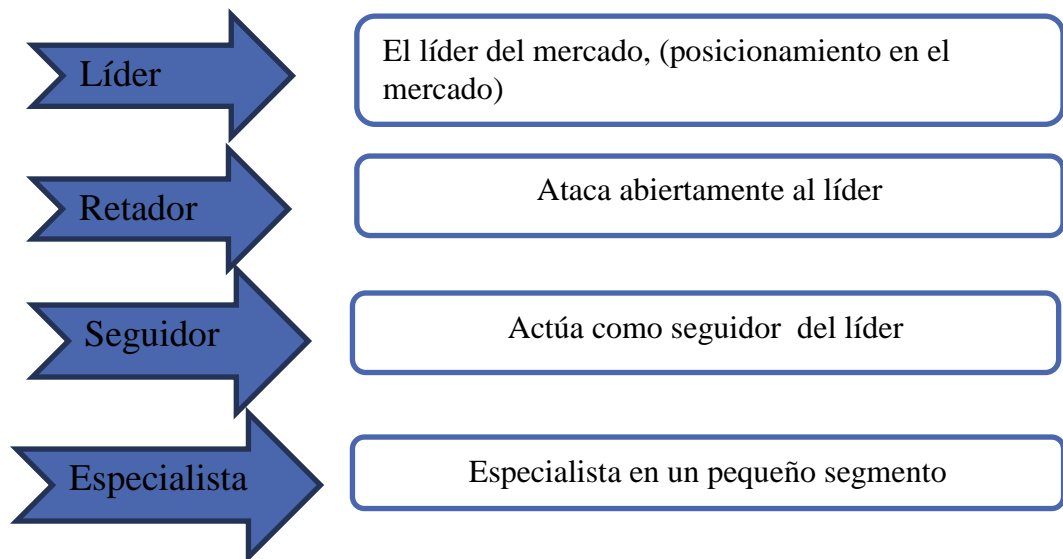 Líder
El líder del mercado, (posicionamiento en el
mercado)
Retador
Ataca abiertamente al líder
Seguidor
Actúa como seguidor  del líder
Especialista
Especialista en un pequeño segmento